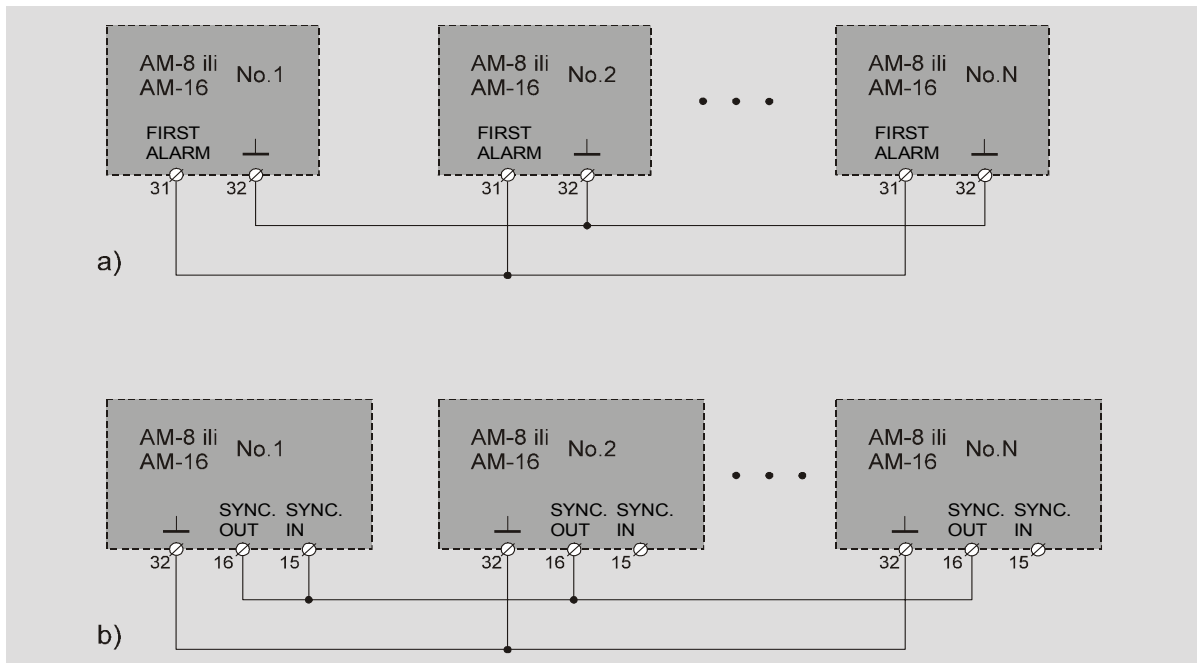 AM-8 ili
AM-16
No.1
FIRST
ALARM
31
32
AM-8 ili
AM-16
No.2
FIRST
ALARM
31
32
AM-8 ili
AM-16
No.N
FIRST
ALARM
31
32
a)
AM-8 ili
AM-16
No.1
SYNC.
OUT
SYNC.
IN
32
16
15
AM-8 ili
AM-16
No.2
SYNC.
OUT
SYNC.
IN
32
16
15
AM-8 ili
AM-16
No.N
SYNC.
OUT
SYNC.
IN
32
16
15
b)